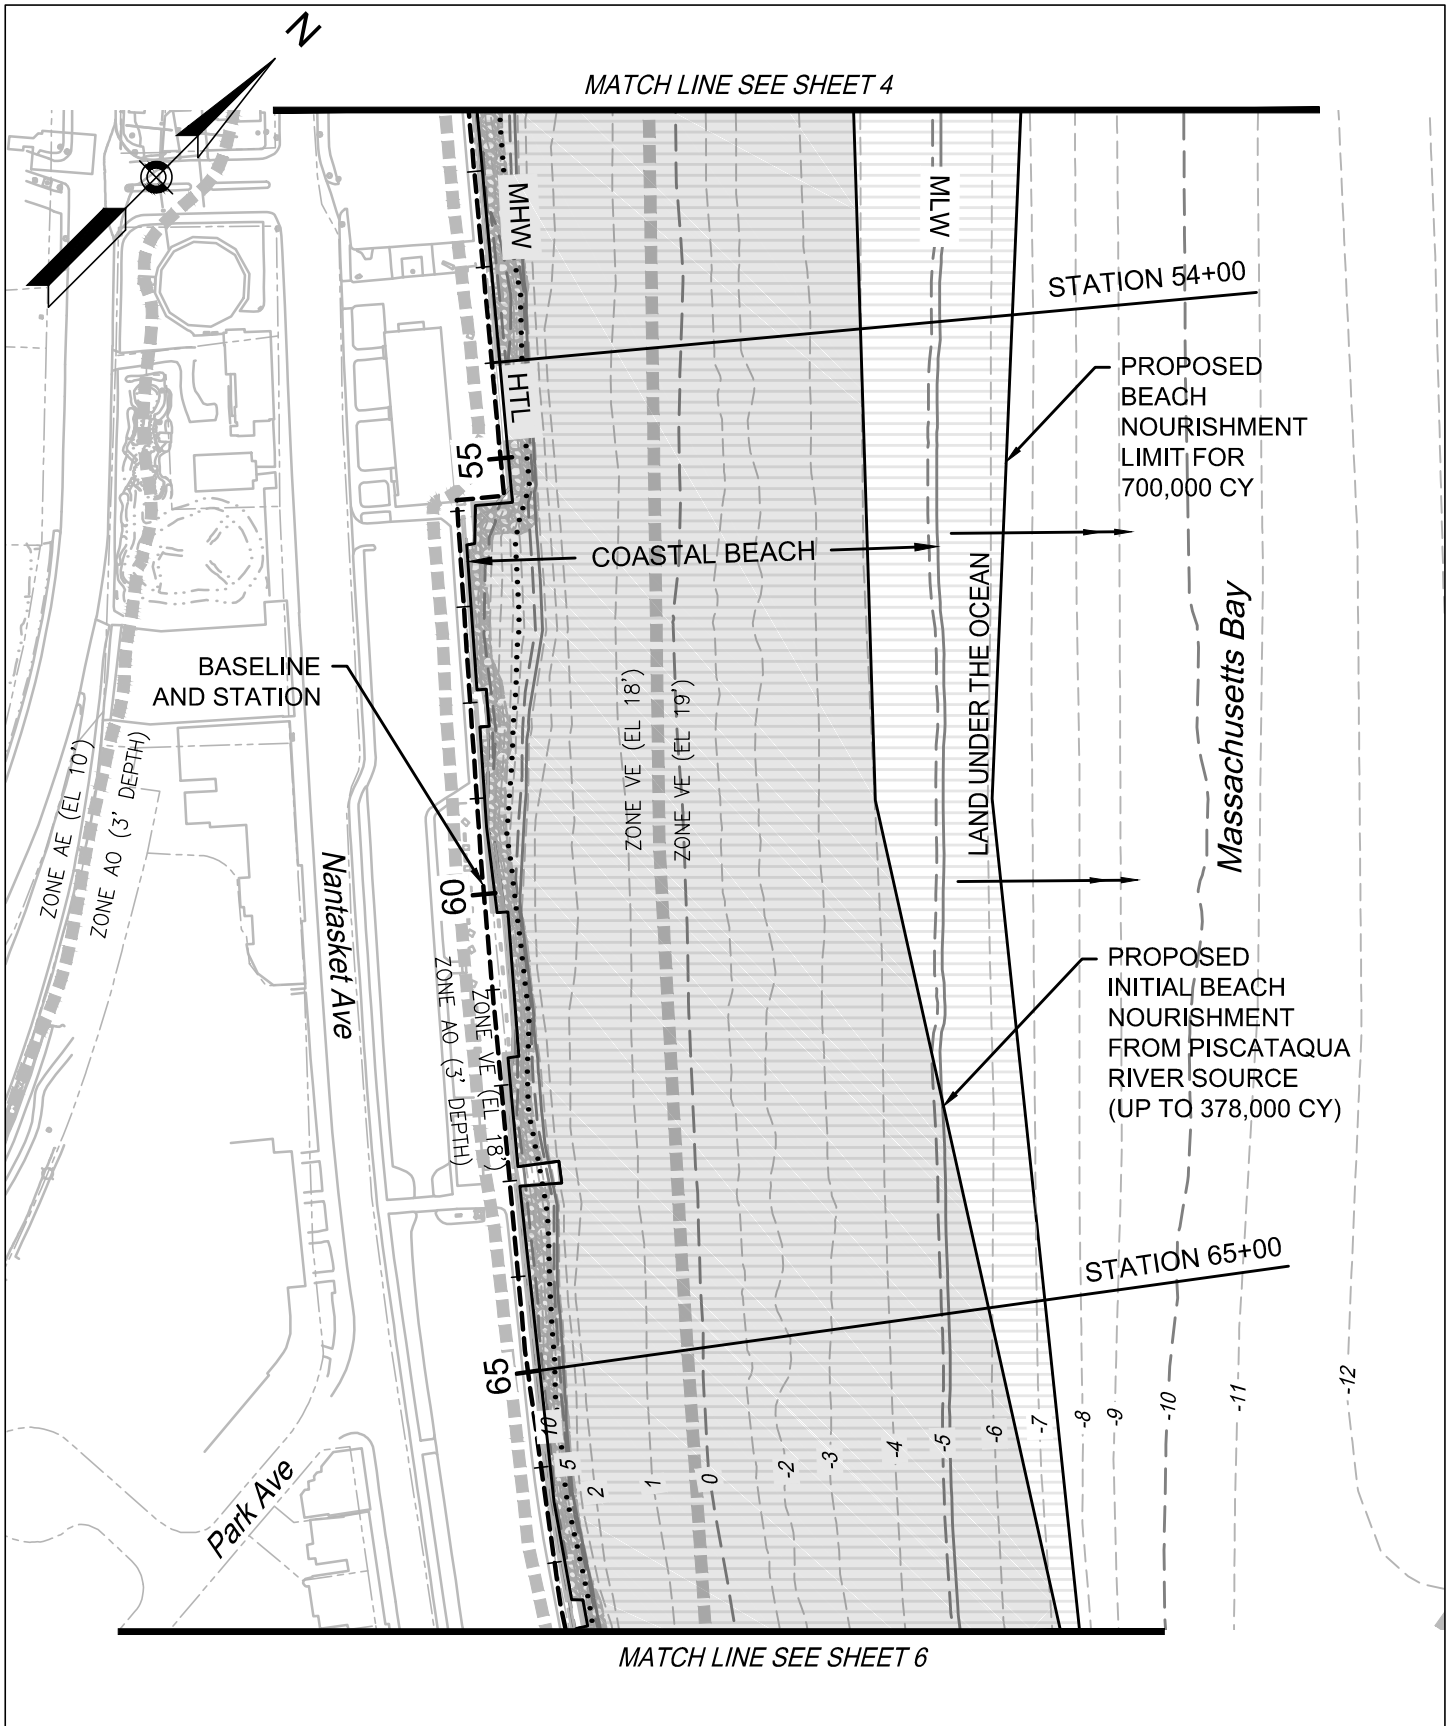 N
MATCH LINE SEE SHEET 4
MHW
MLW
STATION 54+00
PROPOSED
BEACH
NOURISHMENT
LIMIT FOR
700,000 CY
HTL
55
COASTAL BEACH
LAND UNDER THE OCEAN
Massachusetts Bay
BASELINE
AND STATION
ZONE VE (EL 18')
ZONE VE (EL 19')
ZONE AE (EL 10')
ZONE AO (3' DEPTH)
Nantasket Ave
60
ZONE AO (3' DEPTH)
ZONE VE (EL 18')
PROPOSED
INITIAL BEACH
NOURISHMENT
FROM PISCATAQUA
RIVER SOURCE
(UP TO 378,000 CY)
STATION 65+00
65
10
5
2
1
0
-2
-3
-4
-5
-6
-7
-8
-9
-10
-11
-12
Park Ave
MATCH LINE SEE SHEET 6